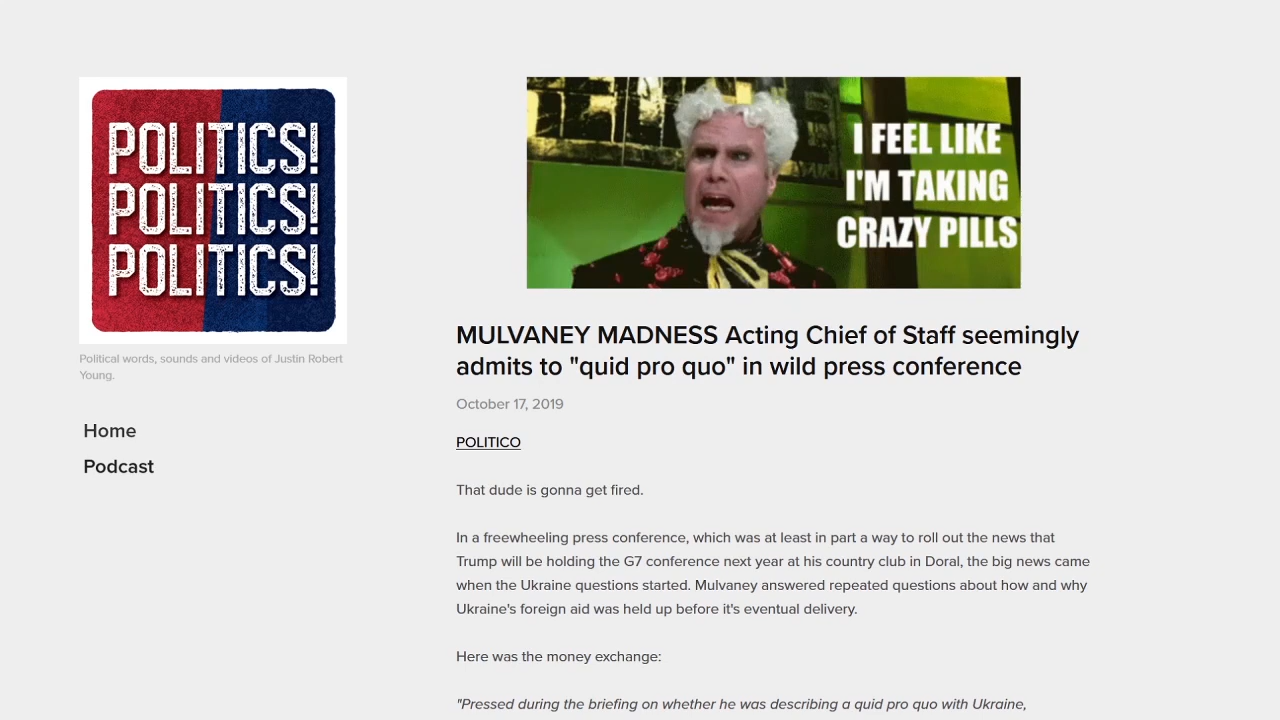 POLITICS!
POLITICS!
POLITICS!
Political words, sounds and videos of Justin Robert
Young.
Home
Podcast
I FEEL LIKE
I'M TAKING
CRAZY PILLS
MULVANEY MADNESS Acting Chief of Staff seemingly
admits to "quid pro quo" in wild press conference
October 17, 2019
POLITICO
That dude is gonna get fired.
In a freewheeling press conference, which was at least in part a way to roll out the news that
Trump will be holding the G7 conference next year at his country club in Doral, the big news came
when the Ukraine questions started. Mulvaney answered repeated questions about how and why
Ukraine's foreign aid was held up before it's eventual delivery.
Here was the money exchange:
"Pressed during the briefing on whether he was describing a quid pro quo with Ukraine,